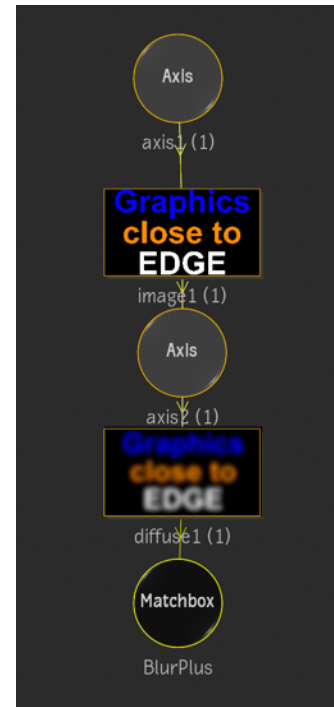 Axis
axis1 (1)
Graphics
close to
EDGE
image1 (1)
Axis
axis2 (1)
Graphics
close to
EDGE
diffuse1 (1)
Matchbox
BlurPlus